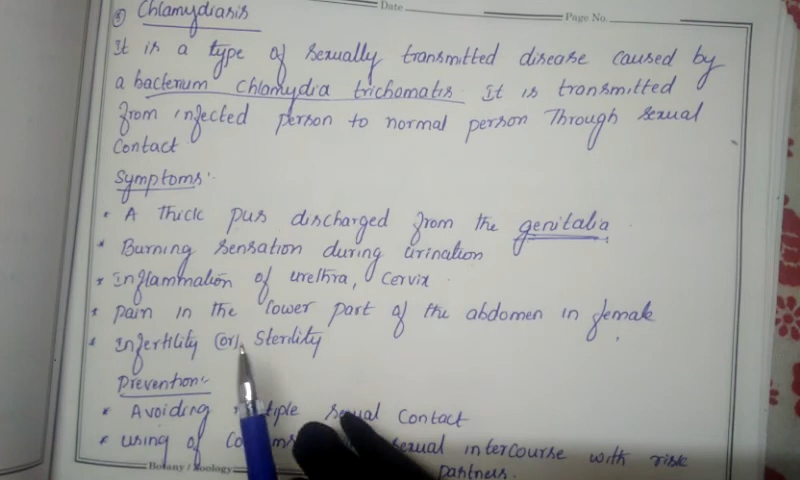 Date
Page No.
⑧ Chlamydiasis
It is a type of sexually transmitted disease caused by
a bacterium chlamydia trichomatis It is transmitted
from infected person to normal person Through sexual
contact
Symptoms:-
* A thick pus discharged from the genitalia
* Burning sensation during urination
* Inflammation of urethra, Cervix.
* pain in the lower part of the abdomen in female
* Infertility (or) Sterility
Prevention:-
* Avoiding sexual contact
* using of sexual intercourse with risk
partners.
Botany / Zoology